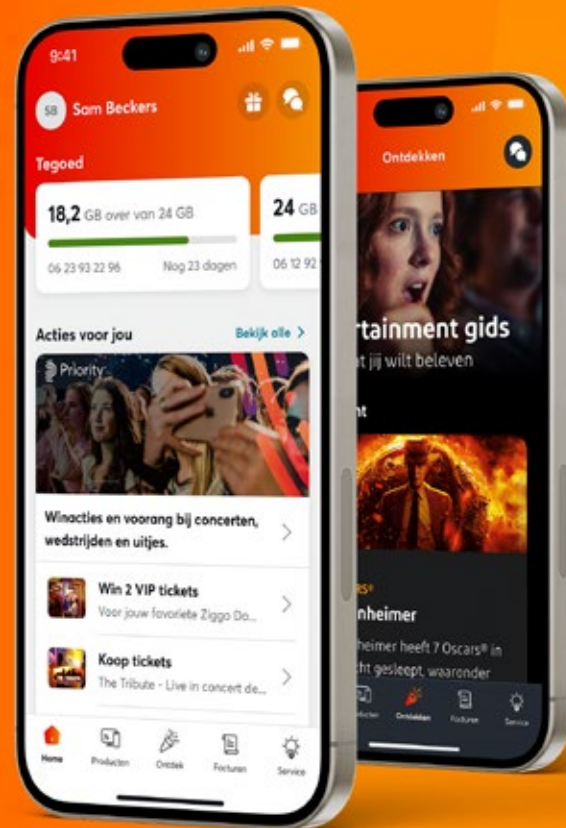 9:41
SB Sam Beckers
Tegoed
18,2 GB over van 24 GB
06 23 93 22 96 Nog 23 dagen
24 GB
06 12 92
Acties voor jou Bekijk alle
Priority
Winacties en voorang bij concerten,
wedstrijden en uitjes.
Win 2 VIP tickets
Voor jouw favoriete Ziggo Do...
Koop tickets
The Tribute - Live in concert de...
Home Producten Ontdek Facturen Service
Ontdekken
rtainment gids
t jij wilt beleven
nt
RS®
nheimer
heimer heeft 7 Oscars® in
ht gesleept, waaronder
ducten Ontdekken Facturen Service